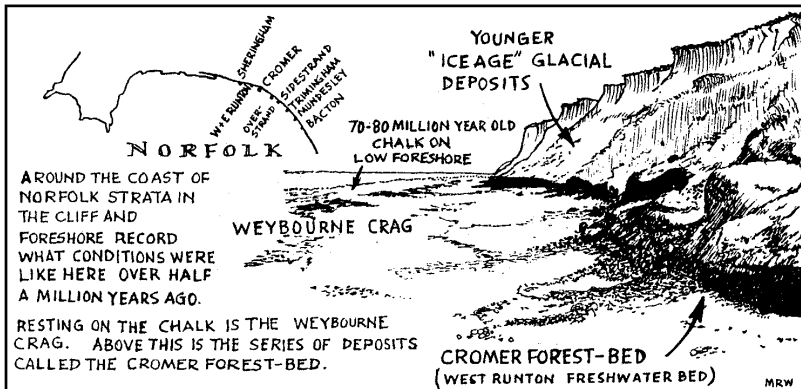 SHERINGHAM
CROMER
SIDESTRAND
TRIMINGHAM
MUNDESLEY
BACTON
W+E RUNTON
OVER-
STRAND
NORFOLK
YOUNGER
"ICE AGE" GLACIAL
DEPOSITS
70-80 MILLION YEAR OLD
CHALK ON
LOW FORESHORE
WEYBOURNE CRAG
AROUND THE COAST OF
NORFOLK STRATA IN
THE CLIFF AND
FORESHORE RECORD
WHAT CONDITIONS WERE
LIKE HERE OVER HALF
A MILLION YEARS AGO.
RESTING ON THE CHALK IS THE WEYBOURNE
CRAG. ABOVE THIS IS THE SERIES OF DEPOSITS
CALLED THE CROMER FOREST-BED.
CROMER FOREST-BED
(WEST RUNTON FRESHWATER BED)
MRW